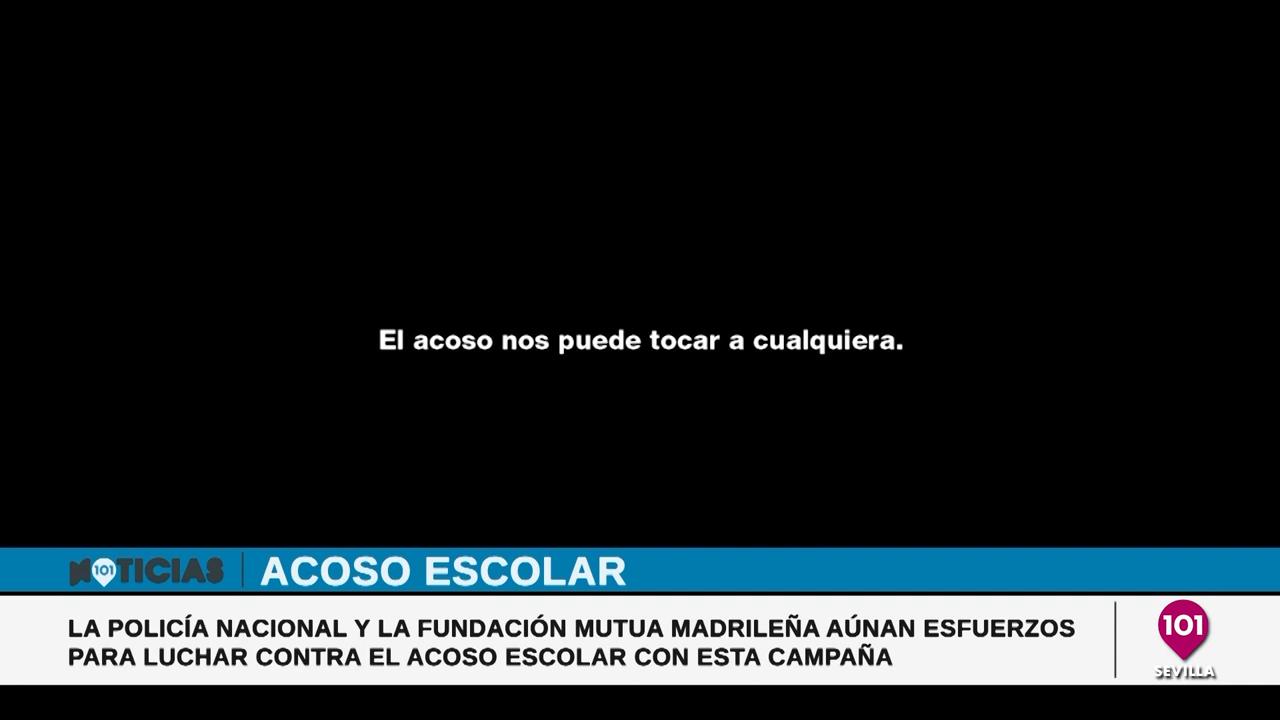 El acoso nos puede tocar a cualquiera.
NOTICIAS 101
ACOSO ESCOLAR
LA POLICÍA NACIONAL Y LA FUNDACIÓN MUTUA MADRILEÑA AÚNAN ESFUERZOS
PARA LUCHAR CONTRA EL ACOSO ESCOLAR CON ESTA CAMPAÑA
101
SEVILLA